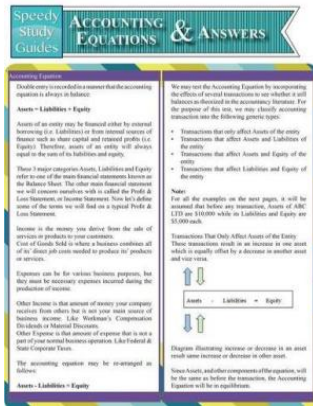 Speedy
Study
Guides
ACCOUNTING
EQUATIONS & ANSWERS
Accounting Equation
Double entry is recorded in a manner that the accounting
equation is always in balance.
Assets = Liabilities + Equity
Assets of an entity may be financed either by external
borrowing (i.e. Liabilities) or from internal sources of
finance such as share capital and retained profits (i.e.
Equity). Therefore, assets of an entity will always
equal to the sum of its liabilities and equity.
These 3 major categories Assets, Liabilities and Equity
refer to one of the main financial statements known as
the Balance Sheet. The other main financial statement
we will concern ourselves with is called the Profit &
Loss Statement, or Income Statement. Now let's define
some of the terms we will find on a typical Profit &
Loss Statement.
Income is the money you derive from the sale of
services or products to your customers.
Cost of Goods Sold is where a business combines all
of its' direct job costs needed to produce its' products
or services.
Expenses can be for various business purposes, but
they must be necessary expenses incurred during the
production of income.
Other Income is that amount of money your company
receives from others but is not your main source of
business income. Like Workman's Compensation
Dividends or Material Discounts.
Other Expense is that amount of expense that is not a
part of your normal business operation. Like Federal &
State Corporate Taxes.
The accounting equation may be re-arranged as
follows:
Assets - Liabilities = Equity
We may test the Accounting Equation by incorporating
the effects of several transactions to see whether it still
balances as theorized in the accountancy literature. For
the purpose of this test, we may classify accounting
transaction into the following generic types:
• Transactions that only affect Assets of the entity
• Transactions that affect Assets and Liabilities of
the entity
• Transactions that affect Assets and Equity of the
entity
• Transactions that affect Liabilities and Equity of
the entity
Note:
For all the examples on the next pages, it will be
assumed that before any transaction, Assets of ABC
LTD are $10,000 while its Liabilities and Equity are
$5,000 each.
Transactions That Only Affect Assets of the Entity
These transactions result in an increase in one asset
which is equally offset by a decrease in another asset
and vice versa.
Assets - Liabilities = Equity
Diagram illustrating increase or decrease in an asset
result same increase or decrease in other asset.
Since Assets, and other components of the equation, will
be the same as before the transaction, the Accounting
Equation will be in equilibrium.